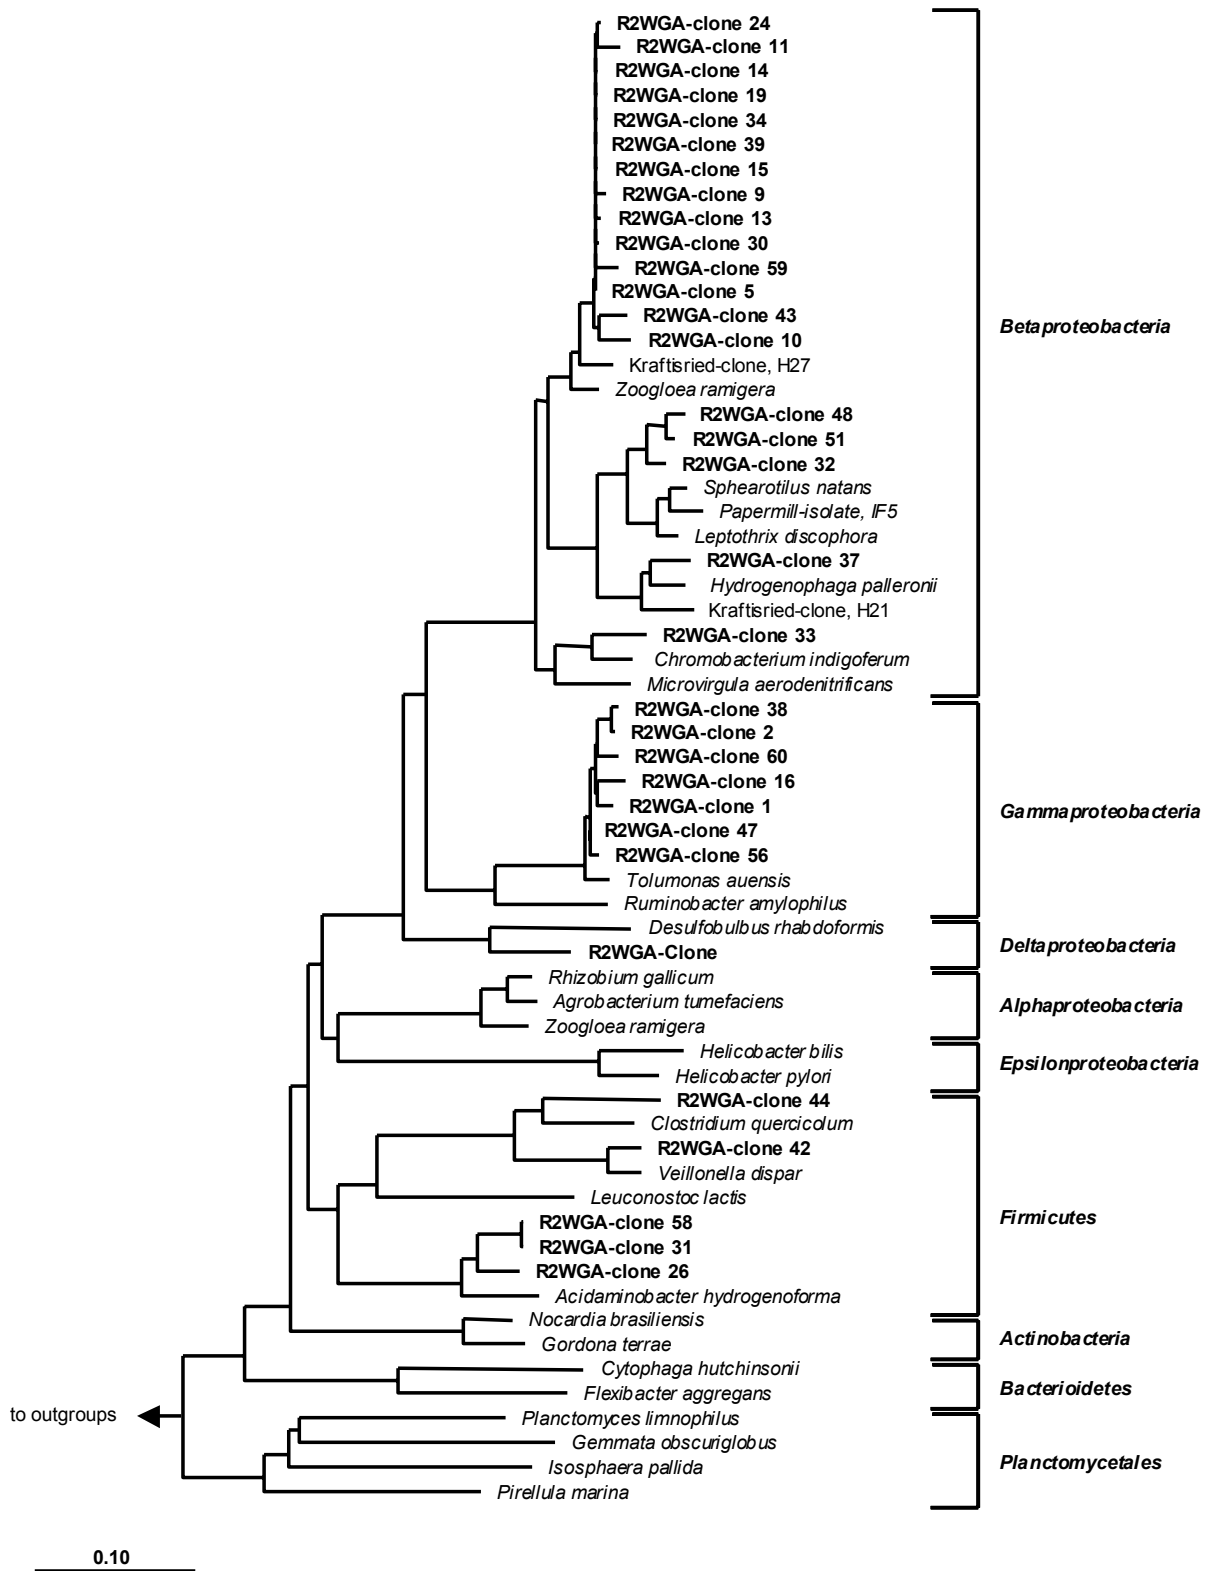 R2WGA-clone 24
R2WGA-clone 11
R2WGA-clone 14
R2WGA-clone 19
R2WGA-clone 34
R2WGA-clone 39
R2WGA-clone 15
R2WGA-clone 9
R2WGA-clone 13
R2WGA-clone 30
R2WGA-clone 59
R2WGA-clone 5
R2WGA-clone 43
R2WGA-clone 10
Kraftisried-clone, H27
Zoogloea ramigera
R2WGA-clone 48
R2WGA-clone 51
R2WGA-clone 32
Sphearotilus natans
Papermill-isolate, IF5
Leptothrix discophora
R2WGA-clone 37
Hydrogenophaga palleronii
Kraftisried-clone, H21
R2WGA-clone 33
Chromobacterium indigoferum
Microvirgula aerodenitrificans
Betaproteobacteria
R2WGA-clone 38
R2WGA-clone 2
R2WGA-clone 60
R2WGA-clone 16
R2WGA-clone 1
R2WGA-clone 47
R2WGA-clone 56
Tolumonas auensis
Ruminobacter amylophilus
Gammaproteobacteria
Desulfobulbus rhabdoformis
R2WGA-Clone
Deltaproteobacteria
Rhizobium gallicum
Agrobacterium tumefaciens
Zoogloea ramigera
Alphaproteobacteria
Helicobacter bilis
Helicobacter pylori
Epsilonproteobacteria
R2WGA-clone 44
Clostridium quercicolum
R2WGA-clone 42
Veillonella dispar
Leuconostoc lactis
R2WGA-clone 58
R2WGA-clone 31
R2WGA-clone 26
Acidaminobacter hydrogenoforma
Firmicutes
Nocardia brasiliensis
Gordona terrae
Actinobacteria
Cytophaga hutchinsonii
Flexibacter aggregans
Bacterioidetes
to outgroups
Planctomyces limnophilus
Gemmata obscuriglobus
Isosphaera pallida
Pirellula marina
Planctomycetales
0.10